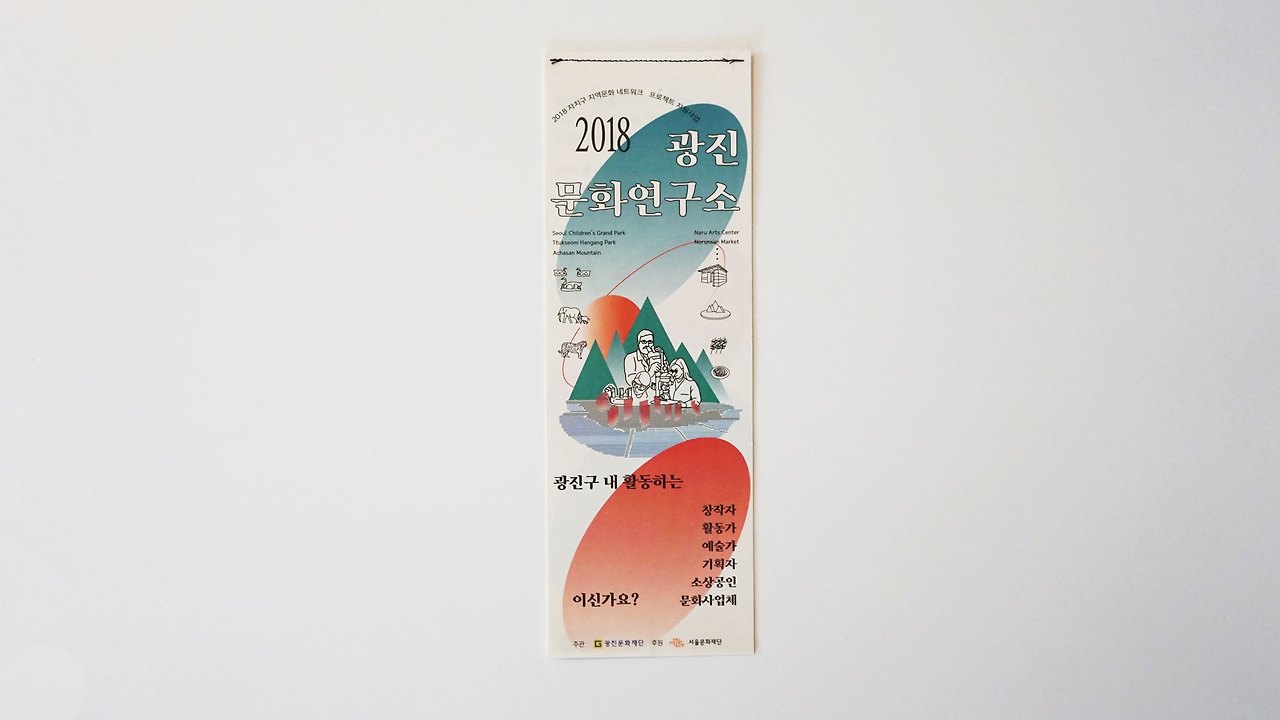 2018 자치구 지역문화 네트워크 프로젝트 지원사업
2018 광진
문화연구소
Seoul Children's Grand Park
Ttukseom Hangang Park
Achasan Mountain
Naru Arts Center
Norunsan Market
광진구 내 활동하는
창작자
활동가
예술가
기획자
소상공인
문화사업체
이신가요?
주관 광진문화재단 후원 서울문화재단